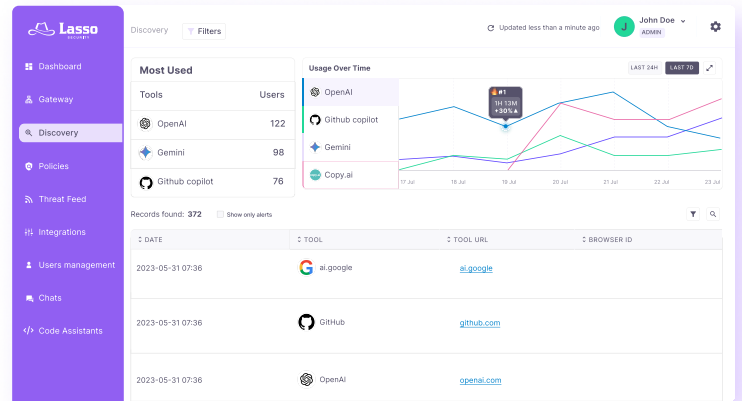 Lasso
SECURITY
Dashboard
Gateway
Discovery
Policies
Threat Feed
Integrations
Users management
Chats
Code Assistants
Discovery
Filters
Updated less than a minute ago
J
John Doe
ADMIN
Most Used
Tools Users
OpenAI 122
Gemini 98
Github copilot 76
Usage Over Time
LAST 24H LAST 7D
OpenAI
Github copilot
Gemini
Copy.ai
#1
1H 13M
+30%▲
17 Jul 18 Jul 19 Jul 20 Jul 21 Jul 22 Jul 23 Jul
Records found: 372 Show only alerts
DATE TOOL TOOL URL BROWSER ID
2023-05-31 07:36 ai.google ai.google
2023-05-31 07:36 GitHub github.com
2023-05-31 07:36 OpenAI openai.com